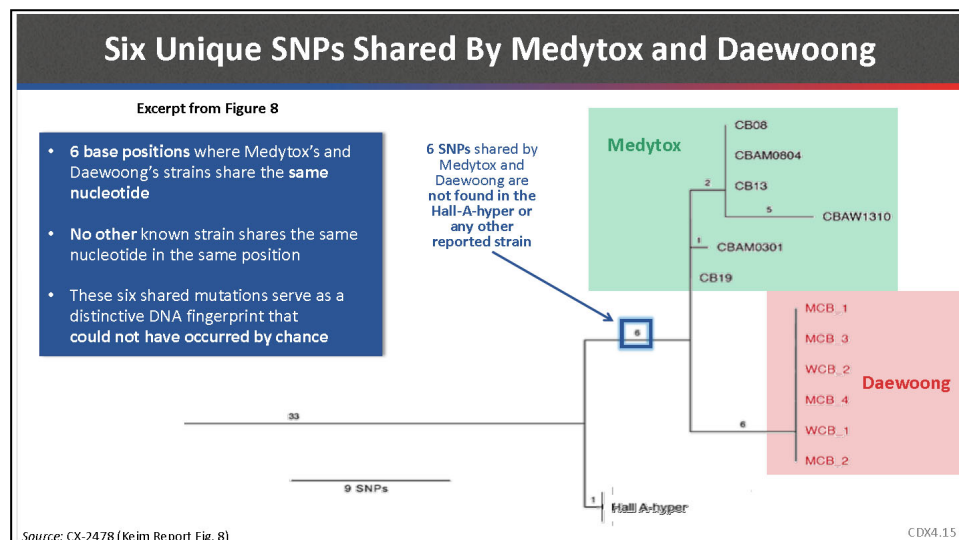 Six Unique SNPs Shared By Medytox and Daewoong
Excerpt from Figure 8
• 6 base positions where Medytox's and
Daewoong's strains share the same
nucleotide
• No other known strain shares the same
nucleotide in the same position
• These six shared mutations serve as a
distinctive DNA fingerprint that
could not have occurred by chance
6 SNPs shared by
Medytox and
Daewoong are
not found in the
Hall-A-hyper or
any other
reported strain
Medytox
CB08
CBAM0804
2
CB13
5
CBAW1310
1
CBAM0301
CB19
6
MCB_1
MCB_3
WCB_2
Daewoong
MCB_4
6
WCB_1
MCB_2
33
9 SNPs
1
Hall A-hyper
Source: CX-2478 (Keim Report Fig. 8)
CDX4.15